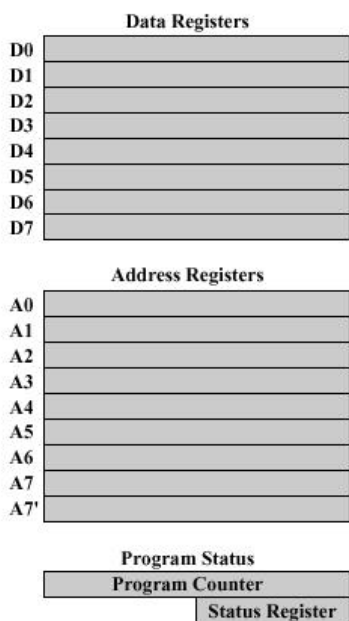 Data Registers
D0
D1
D2
D3
D4
D5
D6
D7
Address Registers
A0
A1
A2
A3
A4
A5
A6
A7
A7'
Program Status
Program Counter
Status Register